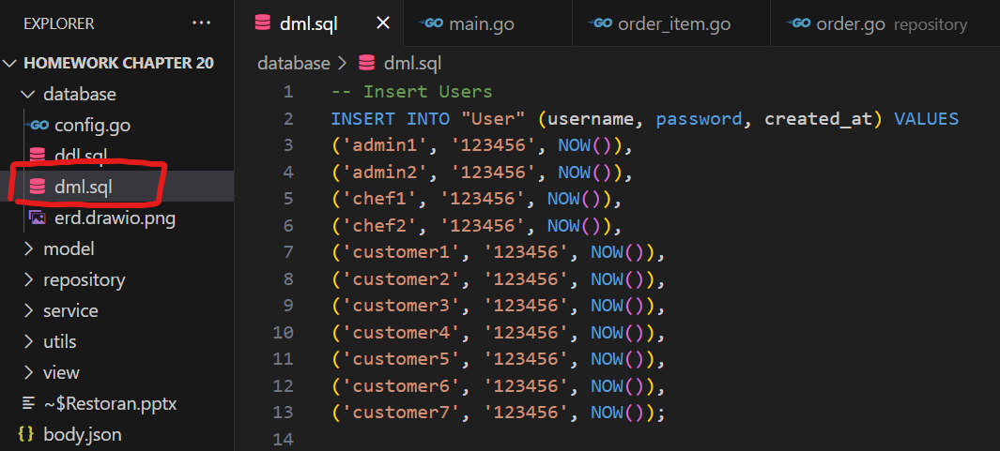 EXPLORER
HOMEWORK CHAPTER 20
database
config.go
ddl.sql
dml.sql
erd.drawio.png
model
repository
service
utils
view
~$Restoran.pptx
{} body.json
dml.sql
main.go
order_item.go
order.go repository
database > dml.sql
1 -- Insert Users
2 INSERT INTO "User" (username, password, created_at) VALUES
3 ('admin1', '123456', NOW()),
4 ('admin2', '123456', NOW()),
5 ('chef1', '123456', NOW()),
6 ('chef2', '123456', NOW()),
7 ('customer1', '123456', NOW()),
8 ('customer2', '123456', NOW()),
9 ('customer3', '123456', NOW()),
10 ('customer4', '123456', NOW()),
11 ('customer5', '123456', NOW()),
12 ('customer6', '123456', NOW()),
13 ('customer7', '123456', NOW());
14